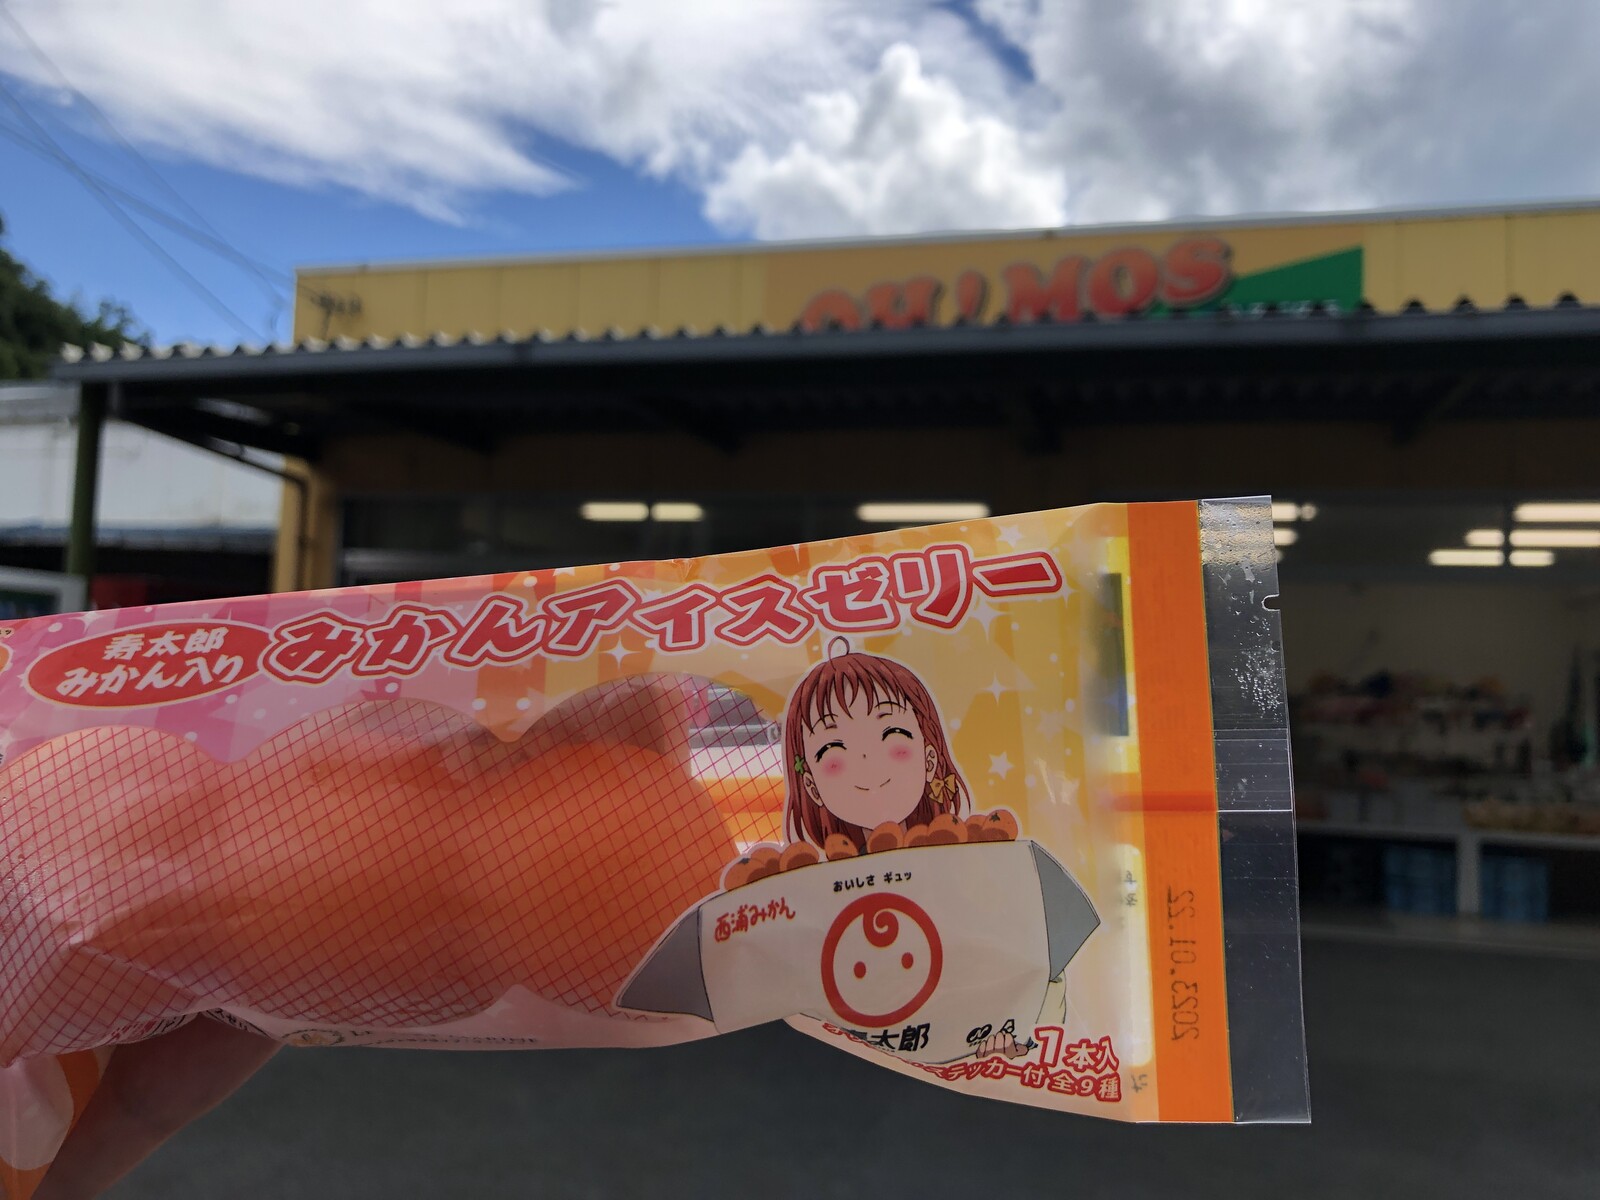 OH! MOS
みかんアイスゼリー
寿太郎
みかん入り
おいしさ ギュッ
西浦みかん
寿太郎
7本入
ステッカー付 全9種
2023.01.22